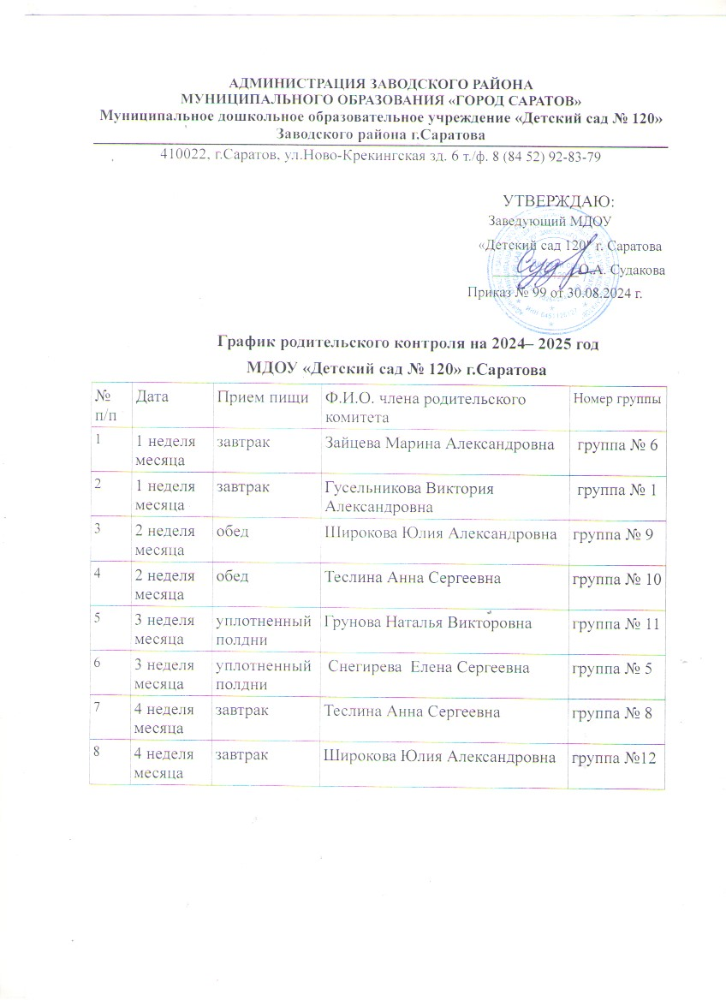 АДМИНИСТРАЦИЯ ЗАВОДСКОГО РАЙОНА
МУНИЦИПАЛЬНОГО ОБРАЗОВАНИЯ «ГОРОД САРАТОВ»
Муниципальное дошкольное образовательное учреждение «Детский сад № 120»
Заводского района г.Саратова
410022, г.Саратов, ул.Ново-Крекингская зд. 6 т./ф. 8 (84 52) 92-83-79
УТВЕРЖДАЮ:
Заведующий МДОУ
«Детский сад 120" г. Саратова
О.А. Судакова
Приказ № 99 от 30.08.2024 г.
График родительского контроля на 2024– 2025 год
МДОУ «Детский сад № 120» г.Саратова
№ Дата Прием пищи Ф.И.О. члена родительского Номер группы
п/п комитета
1 1 неделя завтрак Зайцева Марина Александровна группа № 6
месяца
2 1 неделя завтрак Гусельникова Виктория группа № 1
месяца Александровна
3 2 неделя обед Широкова Юлия Александровна группа № 9
месяца
4 2 неделя обед Теслина Анна Сергеевна группа № 10
месяца
5 3 неделя уплотненный Грунова Наталья Викторовна группа № 11
месяца полдни
6 3 неделя уплотненный Снегирева Елена Сергеевна группа № 5
месяца полдни
7 4 неделя завтрак Теслина Анна Сергеевна группа № 8
месяца
8 4 неделя завтрак Широкова Юлия Александровна группа №12
месяца